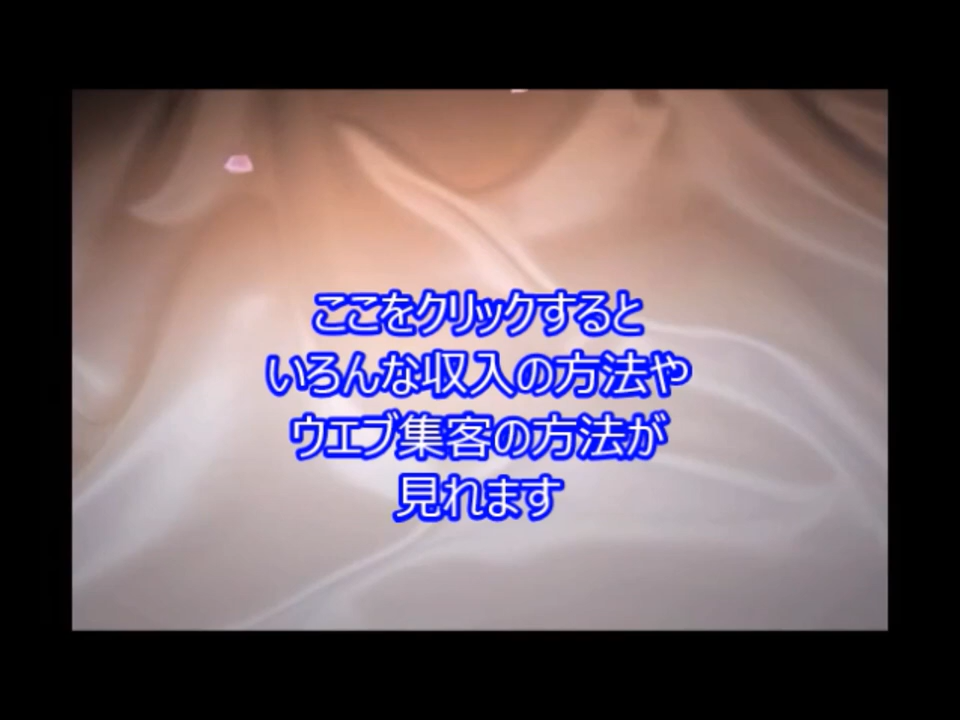 ここをクリックすると
いろんな収入の方法や
ウエブ集客の方法が
見れます